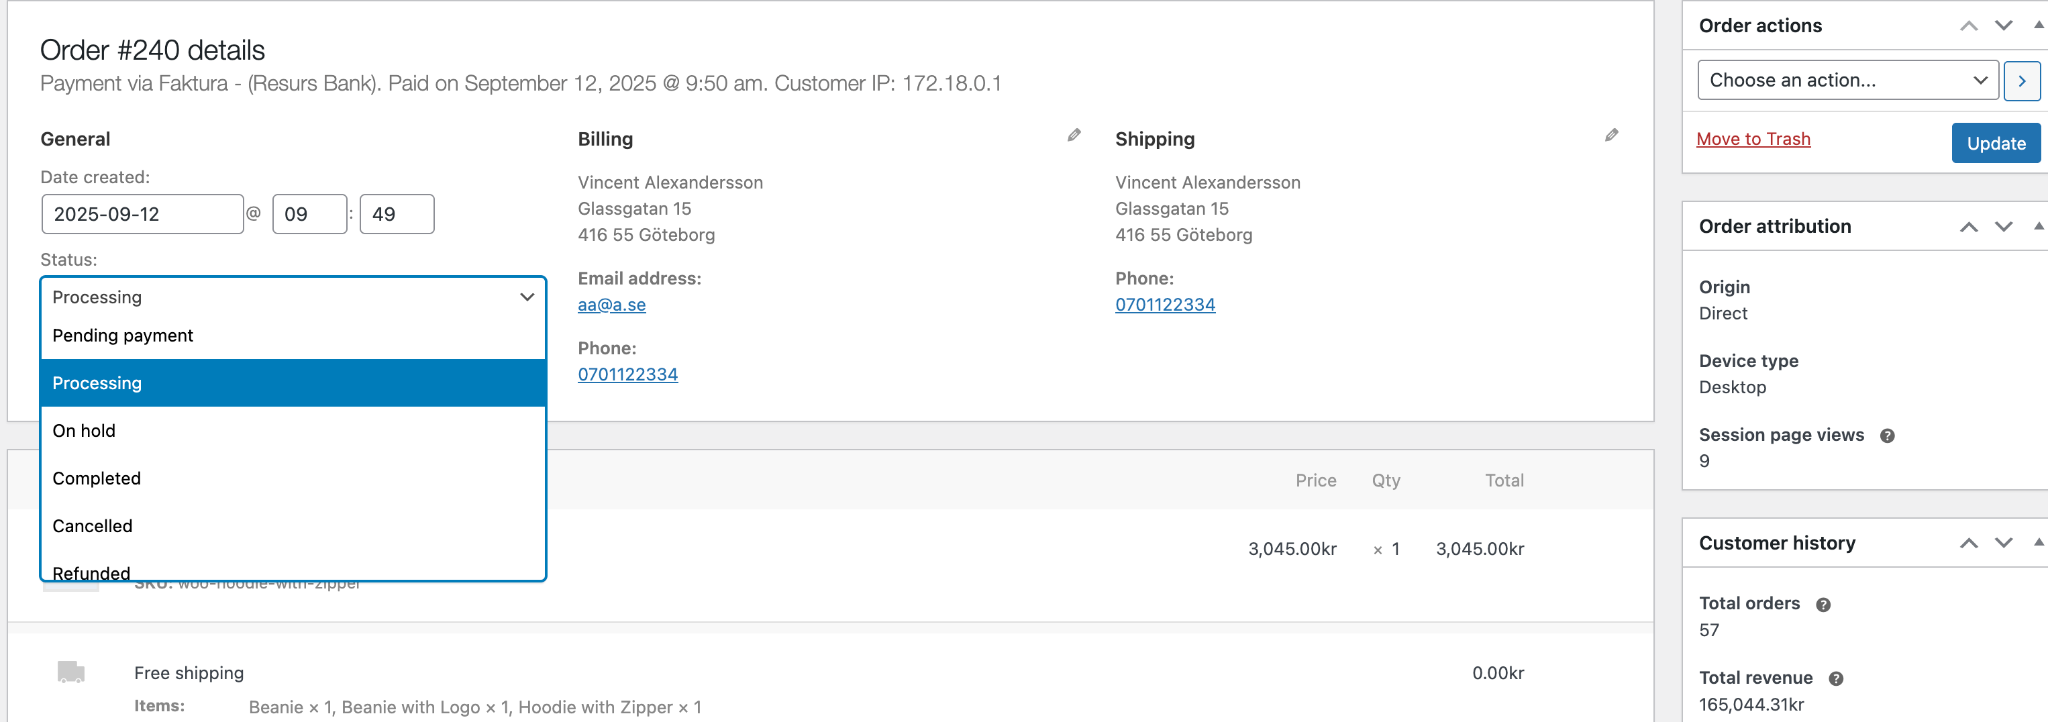 Order #240 details
Payment via Faktura - (Resurs Bank). Paid on September 12, 2025 @ 9:50 am. Customer IP: 172.18.0.1
General
Date created:
2025-09-12 @ 09 : 49
Status:
Processing
Pending payment
Processing
On hold
Completed
Cancelled
Refunded
Billing
Vincent Alexandersson
Glassgatan 15
416 55 Göteborg
Email address:
aa@a.se
Phone:
0701122334
Shipping
Vincent Alexandersson
Glassgatan 15
416 55 Göteborg
Phone:
0701122334
Price Qty Total
3,045.00kr × 1 3,045.00kr
SKU: woo-hoodie-with-zipper
Free shipping 0.00kr
Items: Beanie × 1, Beanie with Logo × 1, Hoodie with Zipper × 1
Order actions
Choose an action...
Move to Trash Update
Order attribution
Origin
Direct
Device type
Desktop
Session page views
9
Customer history
Total orders
57
Total revenue
165,044.31kr